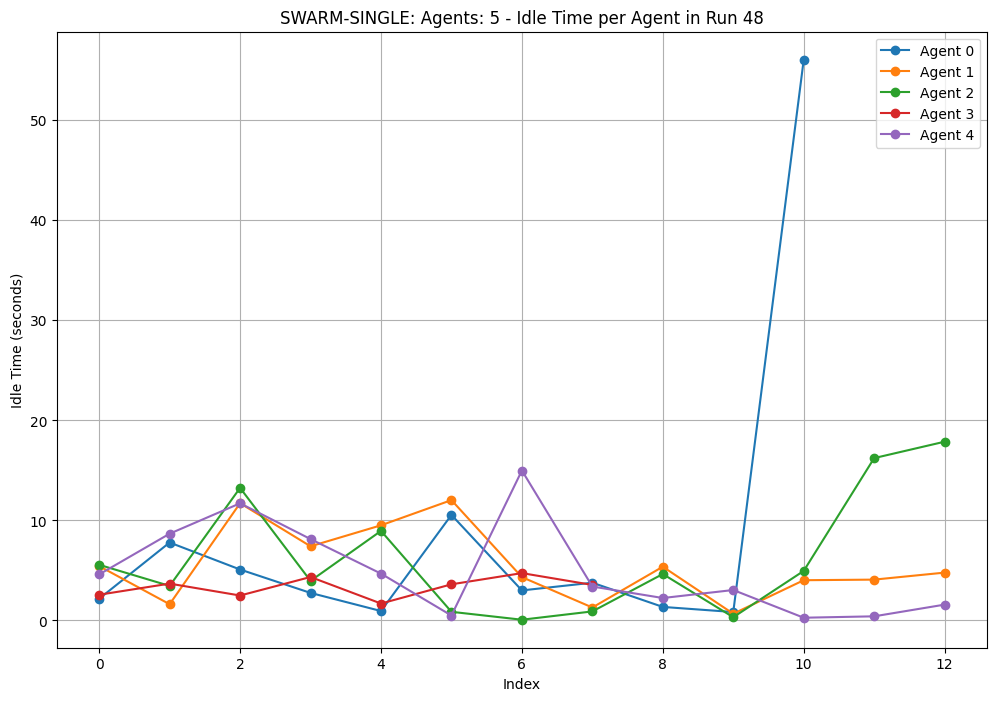 SWARM-SINGLE: Agents: 5 - Idle Time per Agent in Run 48
Agent 0
Agent 1
Agent 2
Agent 3
Agent 4
Idle Time (seconds)
50
40
30
20
10
0
0 2 4 6 8 10 12
Index